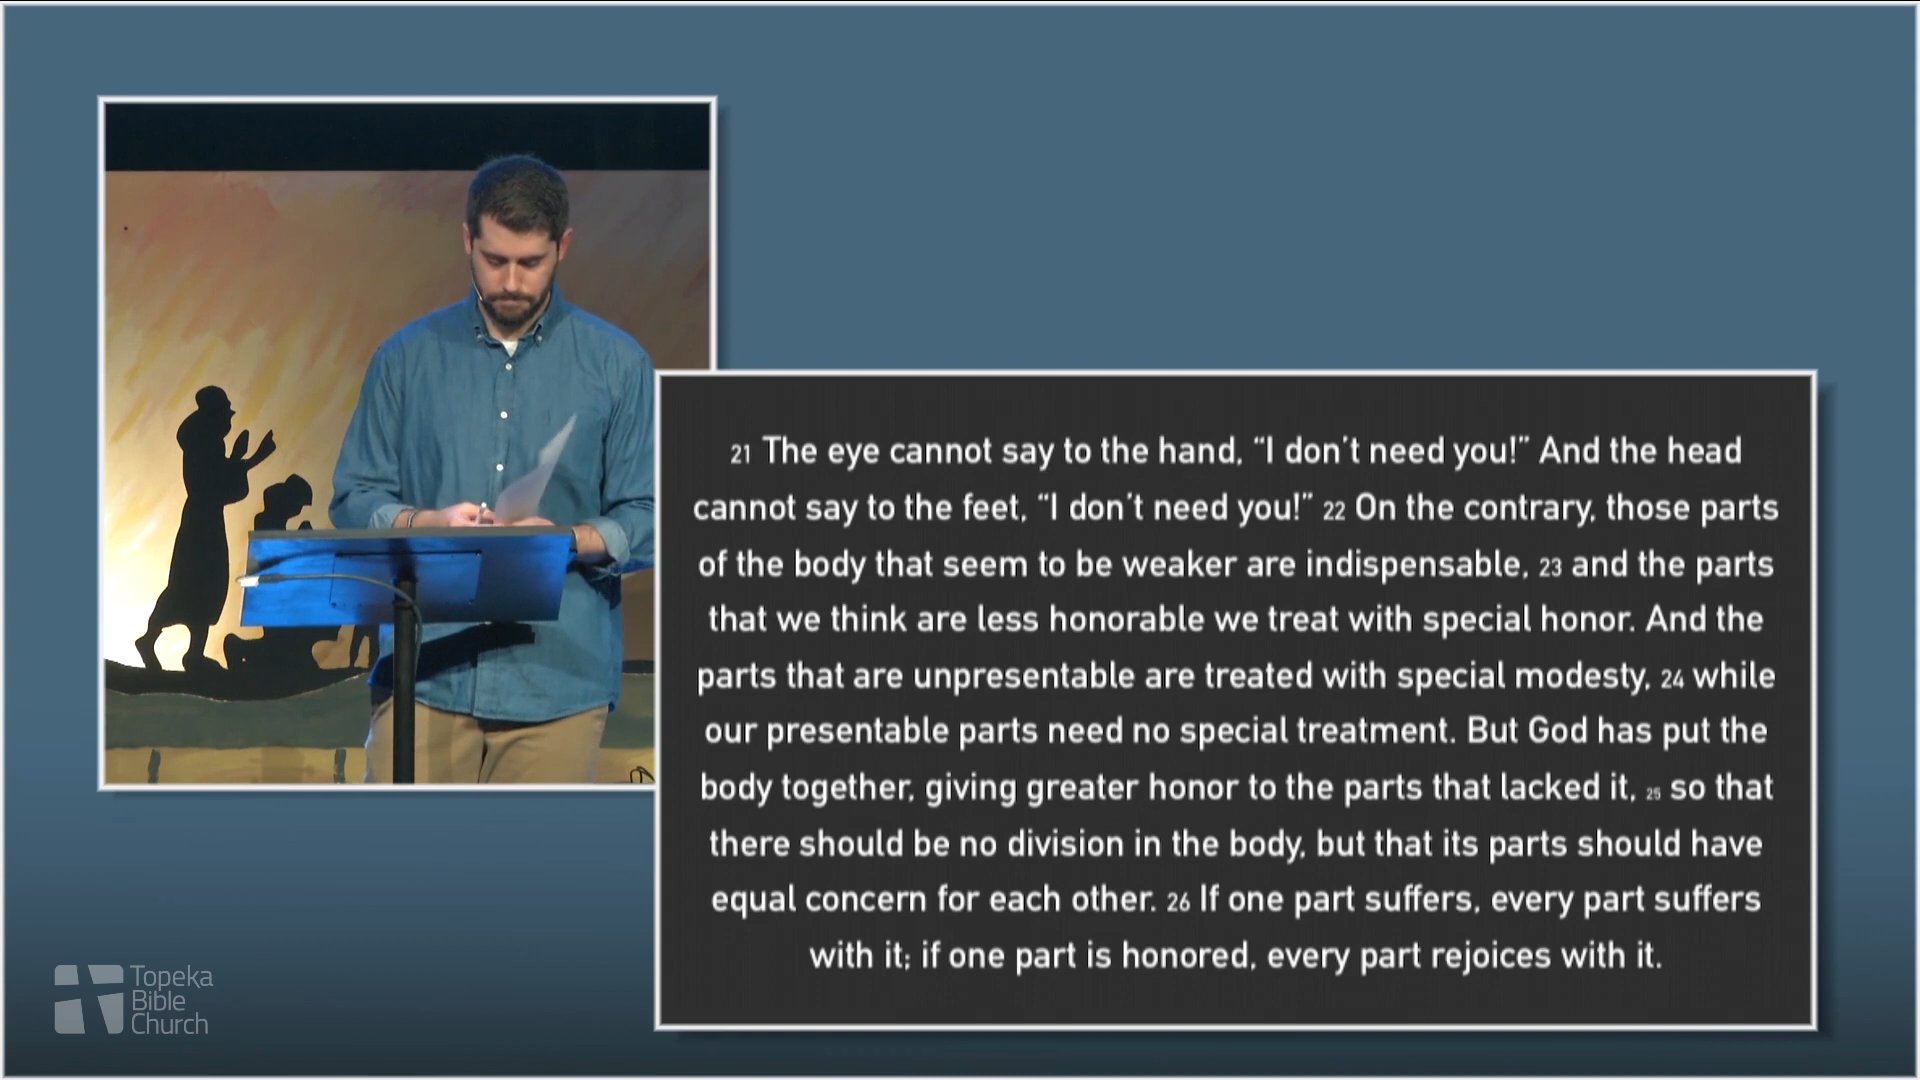 21 The eye cannot say to the hand, “I don’t need you!” And the head
cannot say to the feet, “I don’t need you!” 22 On the contrary, those parts
of the body that seem to be weaker are indispensable, 23 and the parts
that we think are less honorable we treat with special honor. And the
parts that are unpresentable are treated with special modesty, 24 while
our presentable parts need no special treatment. But God has put the
body together, giving greater honor to the parts that lacked it, 25 so that
there should be no division in the body, but that its parts should have
equal concern for each other. 26 If one part suffers, every part suffers
with it; if one part is honored, every part rejoices with it.
Topeka
Bible
Church